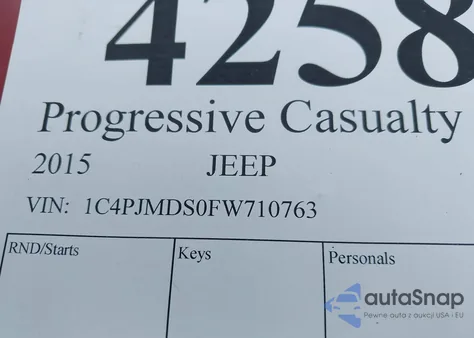 4258
Progressive Casualty
2015 JEEP
VIN: 1C4PJMDS0FW710763
RND/Starts Keys Personals
autaSnap
Pewne auta z aukcji USA i EU